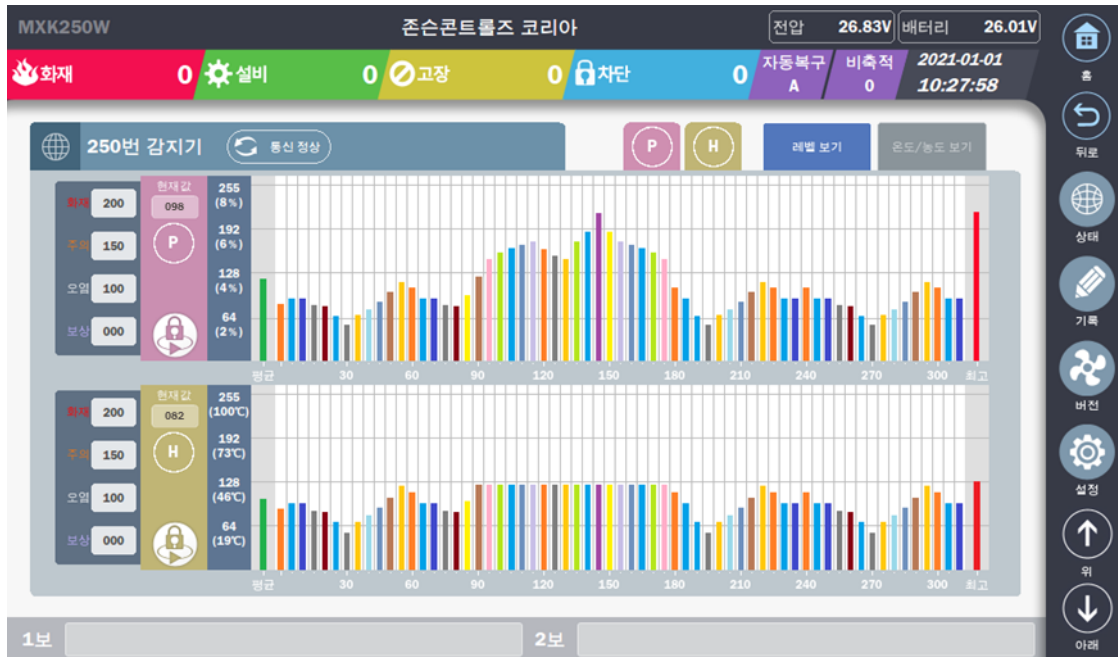 MXK250W 존슨콘트롤즈 코리아 전압 26.83V 배터리 26.01V
화재 0 설비 0 고장 0 차단 0 자동복구 A 비축적 0 2021-01-01 10:27:58
홈
뒤로
상태
기록
버전
설정
위
아래
250번 감지기 통신 정상 P H 레벨 보기 온도/농도 보기
화재 200
주의 150
오염 100
보상 000
현재값
098
P
255
(8%)
192
(6%)
128
(4%)
64
(2%)
평균 30 60 90 120 150 180 210 240 270 300 최고
화재 200
주의 150
오염 100
보상 000
현재값
082
H
255
(100℃)
192
(73℃)
128
(46℃)
64
(19℃)
평균 30 60 90 120 150 180 210 240 270 300 최고
1보 2보